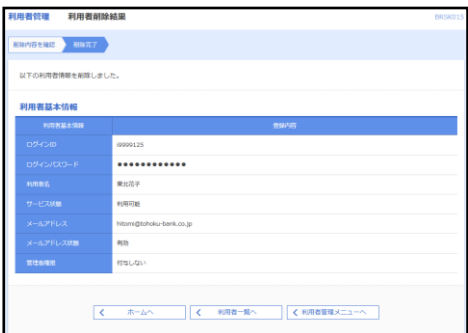 利用者管理 利用者削除結果 BRSK015
削除内容を確認 削除完了
以下の利用者情報を削除しました。
利用者基本情報
利用者基本情報 登録内容
ログインID i9999125
ログインパスワード ●●●●●●●●●●●●
利用者名 東北花子
サービス状態 利用可能
メールアドレス hitomi@tohoku-bank.co.jp
メールアドレス状態 有効
管理者権限 付与しない
ホームへ 利用者一覧へ 利用者管理メニューへ